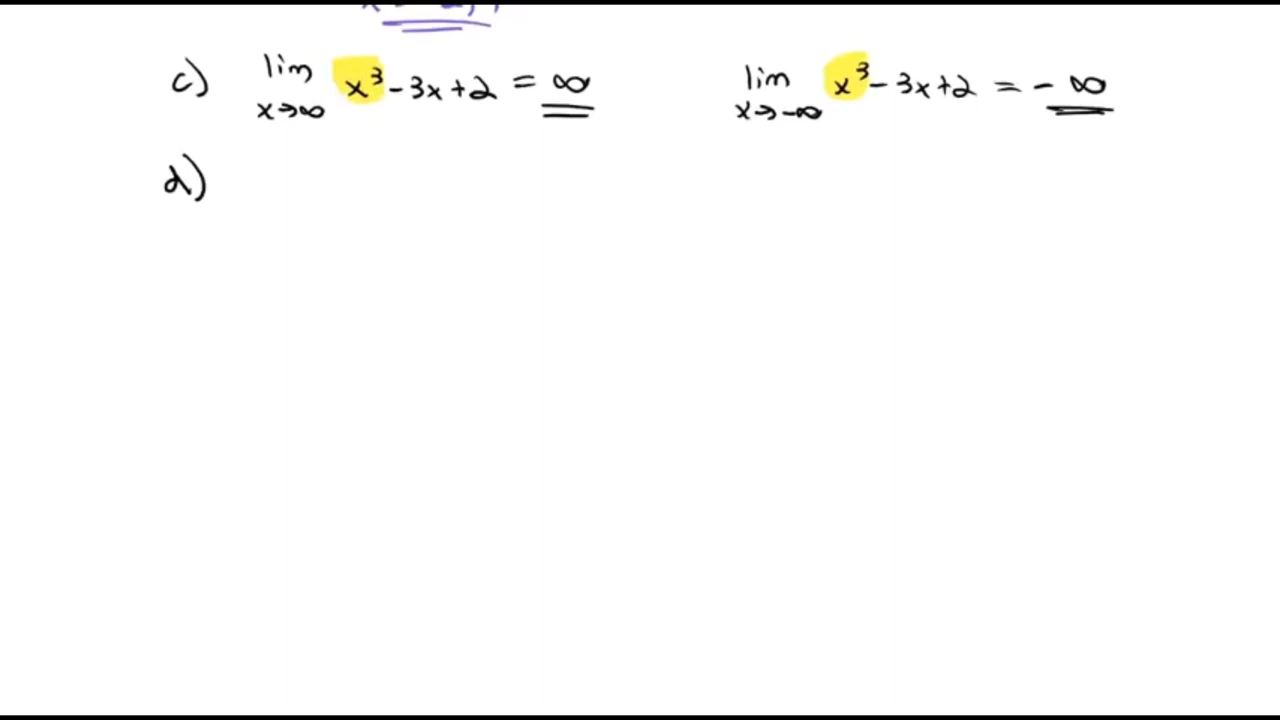 c) lim x→∞ x³-3x+2 = ∞ lim x→-∞ x³-3x+2 = -∞
d)